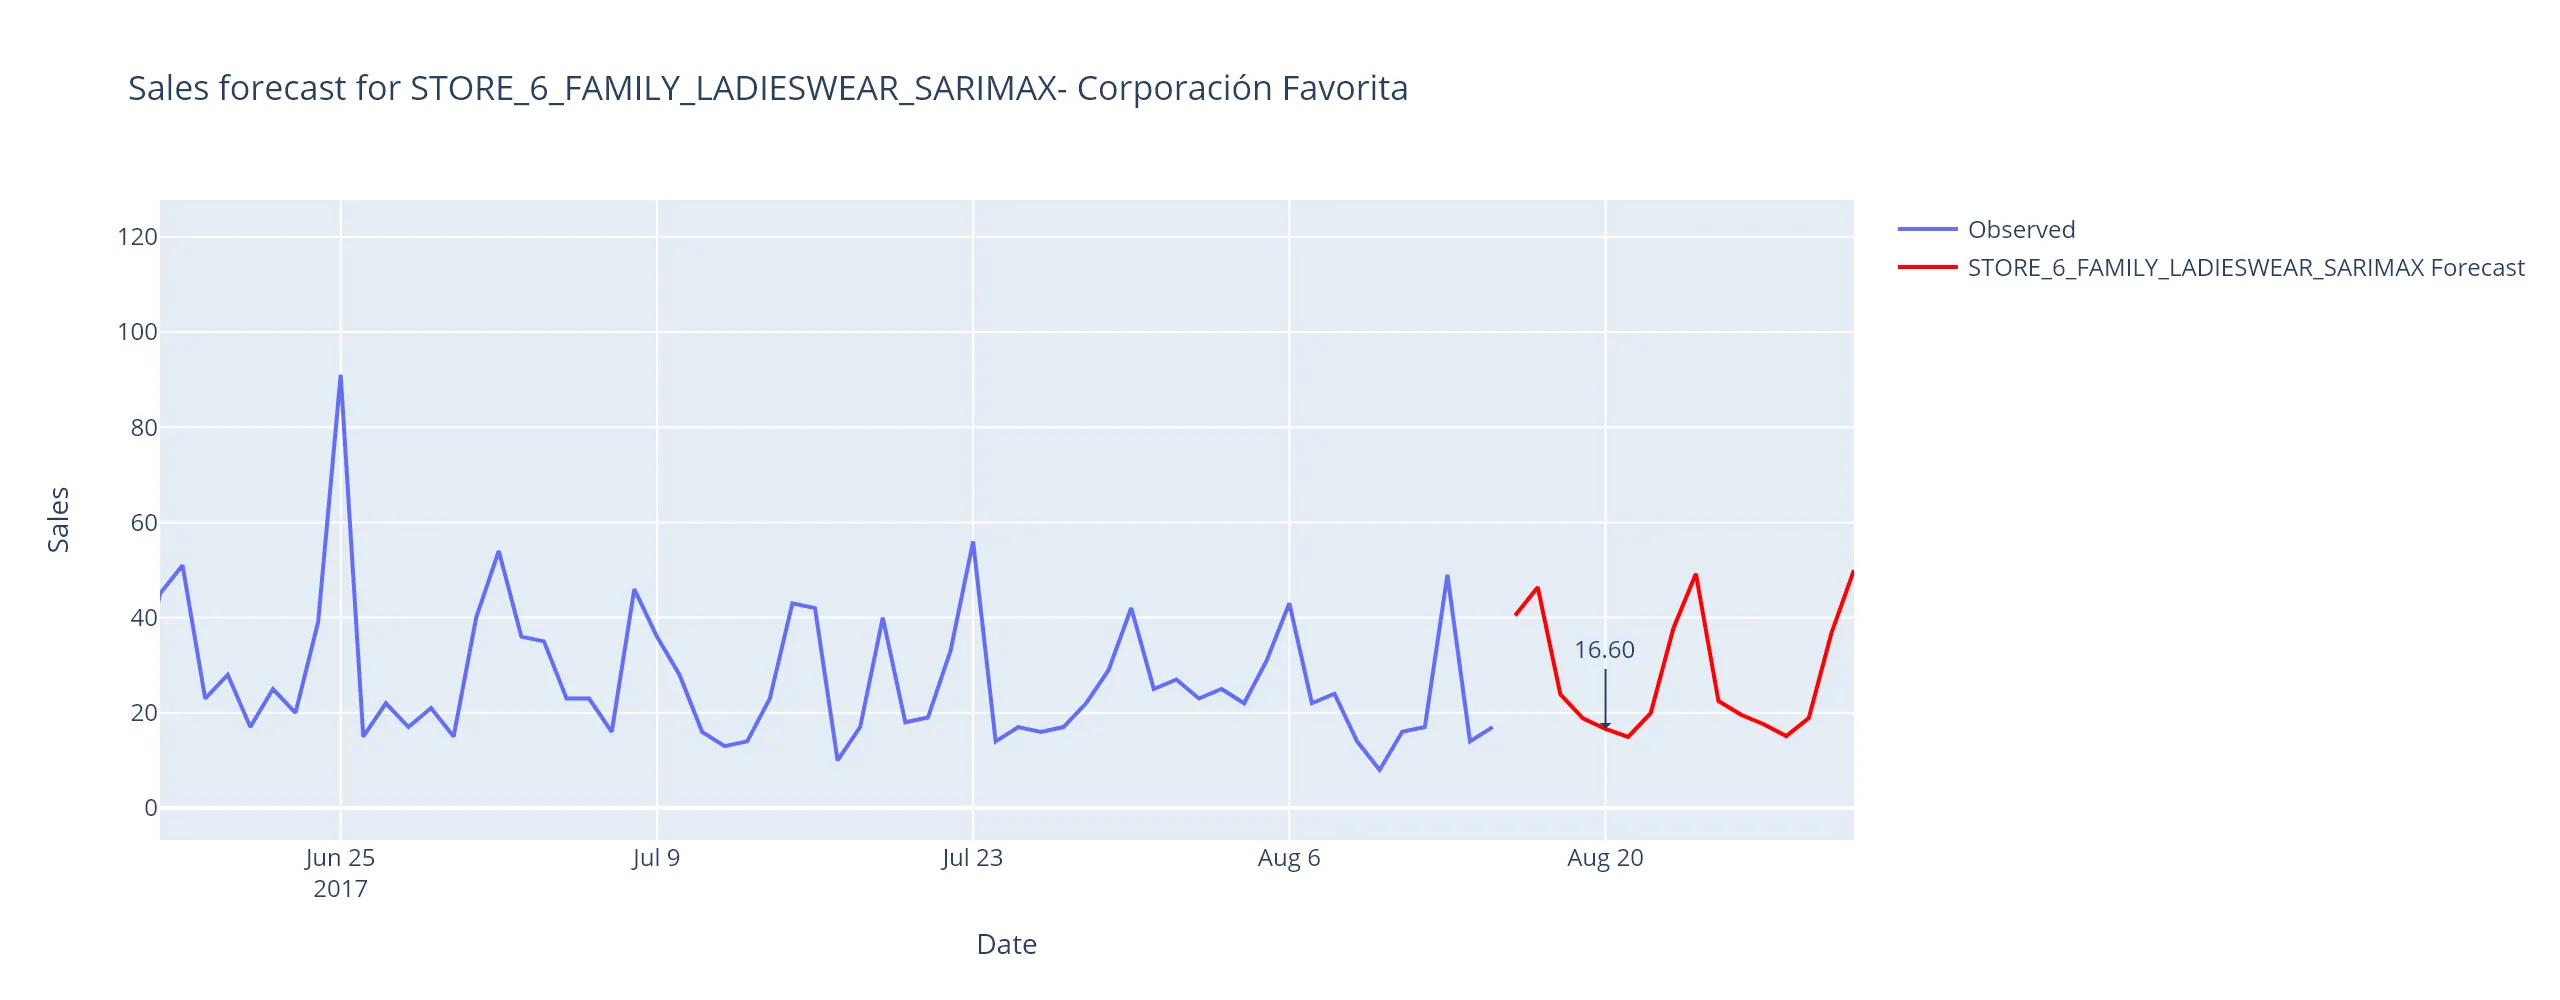 Sales forecast for STORE_6_FAMILY_LADIESWEAR_SARIMAX- Corporación Favorita
Observed
STORE_6_FAMILY_LADIESWEAR_SARIMAX Forecast
120
100
80
60
40
20
0
Sales
16.60
Jun 25
2017
Jul 9
Jul 23
Aug 6
Aug 20
Date